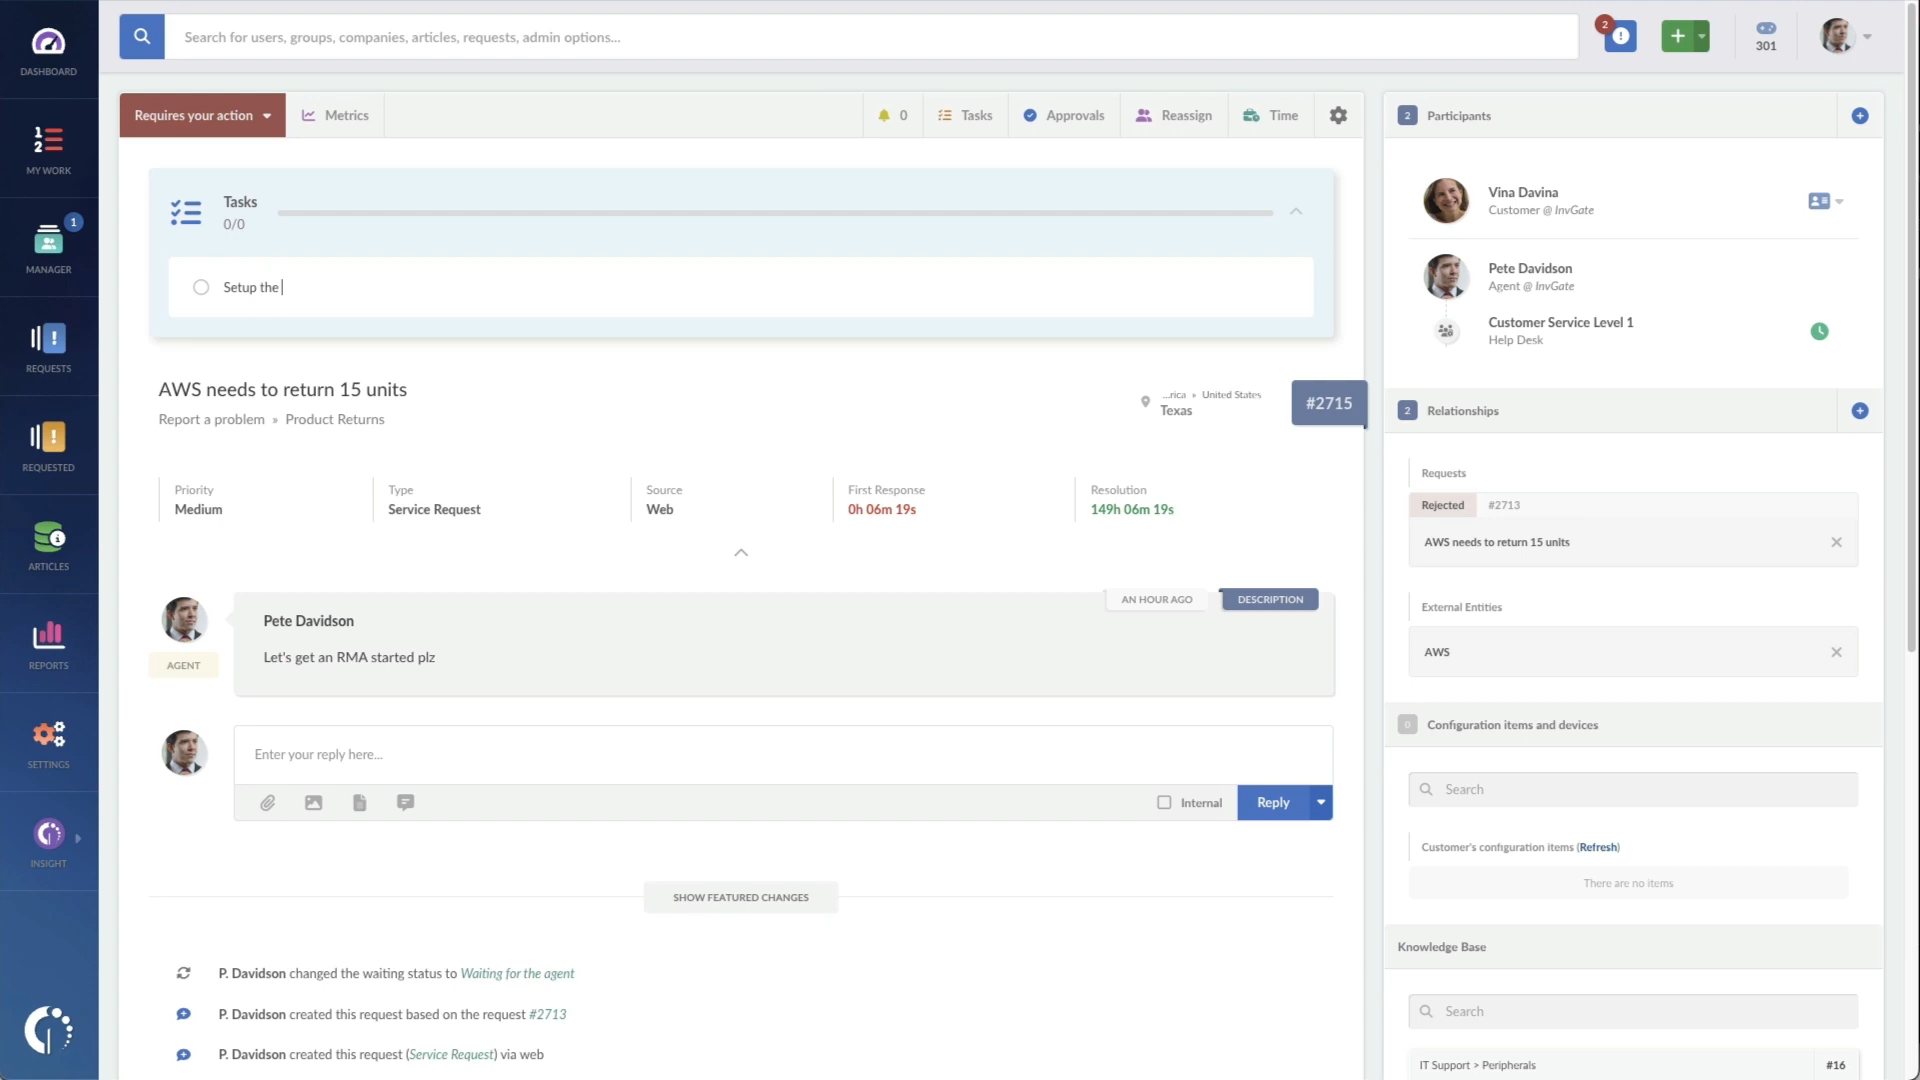 DASHBOARD
MY WORK
1
MANAGER
REQUESTS
REQUESTED
ARTICLES
REPORTS
SETTINGS
INSIGHT
Search for users, groups, companies, articles, requests, admin options...
2
301
Requires your action
Metrics
0
Tasks
Approvals
Reassign
Time
Tasks
0/0
Setup the
AWS needs to return 15 units
Report a problem » Product Returns
...rica » United States
Texas
#2715
Priority
Medium
Type
Service Request
Source
Web
First Response
0h 06m 19s
Resolution
149h 06m 19s
AN HOUR AGO
DESCRIPTION
Pete Davidson
Let's get an RMA started plz
AGENT
Enter your reply here...
Internal
Reply
SHOW FEATURED CHANGES
P. Davidson changed the waiting status to Waiting for the agent
P. Davidson created this request based on the request #2713
P. Davidson created this request (Service Request) via web
2 Participants
Vina Davina
Customer @ InvGate
Pete Davidson
Agent @ InvGate
Customer Service Level 1
Help Desk
2 Relationships
Requests
Rejected #2713
AWS needs to return 15 units
External Entities
AWS
0 Configuration items and devices
Search
Customer's configuration items (Refresh)
There are no items
Knowledge Base
Search
IT Support > Peripherals #16